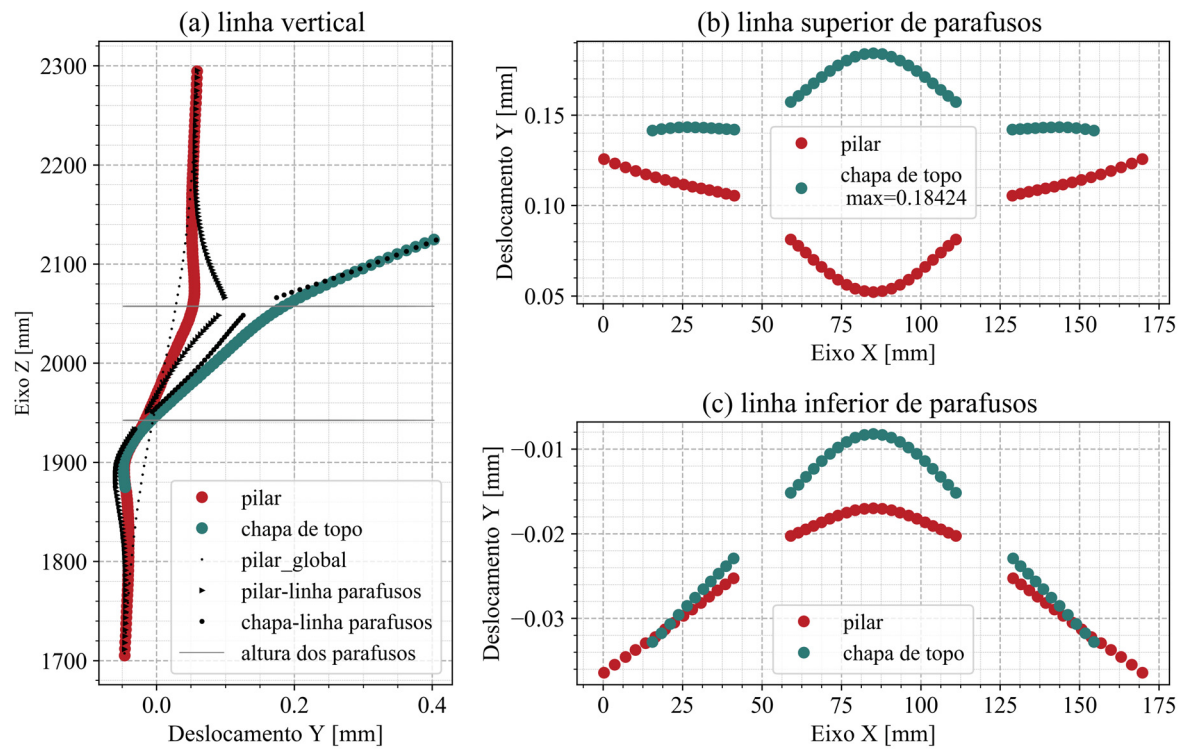 (a) linha vertical
2300
2200
2100
2000
1900
1800
1700
Eixo Z [mm]
0.0
0.2
0.4
Deslocamento Y [mm]
pilar
chapa de topo
pilar_global
pilar-linha parafusos
chapa-linha parafusos
altura dos parafusos
(b) linha superior de parafusos
0.15
0.10
0.05
Deslocamento Y [mm]
pilar
chapa de topo
max=0.18424
0
25
50
75
100
125
150
175
Eixo X [mm]
(c) linha inferior de parafusos
−0.01
−0.02
−0.03
Deslocamento Y [mm]
pilar
chapa de topo
0
25
50
75
100
125
150
175
Eixo X [mm]